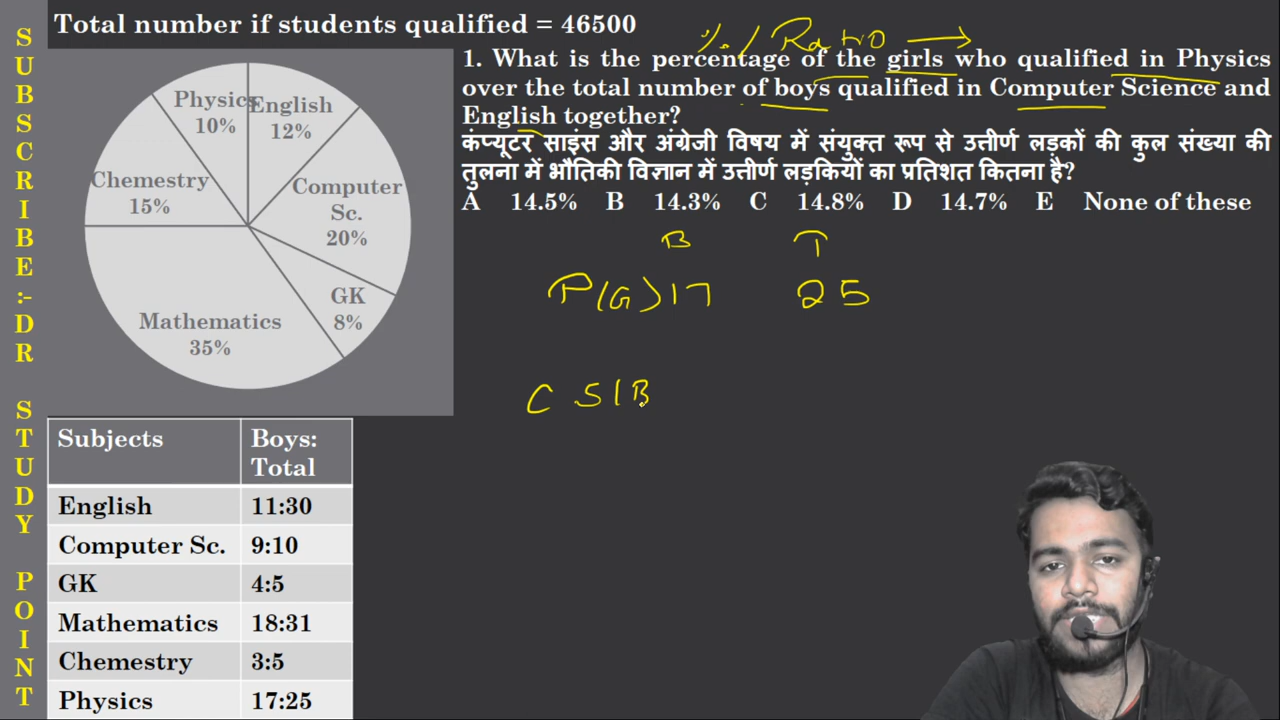 SUBSCRIBE:-DR STUDY POINT
Total number if students qualified = 46500
%/Ratio →
1. What is the percentage of the girls who qualified in Physics
over the total number of boys qualified in Computer Science and
English together?
कंप्यूटर साइंस और अंग्रेजी विषय में संयुक्त रूप से उत्तीर्ण लड़कों की कुल संख्या की
तुलना में भौतिकी विज्ञान में उत्तीर्ण लड़कियों का प्रतिशत कितना है?
A 14.5% B 14.3% C 14.8% D 14.7% E None of these
Physics
10%
English
12%
Chemestry
15%
Computer
Sc.
20%
GK
8%
Mathematics
35%
B T
P(G) 17 25
C S(B
Subjects Boys:
Total
English 11:30
Computer Sc. 9:10
GK 4:5
Mathematics 18:31
Chemestry 3:5
Physics 17:25